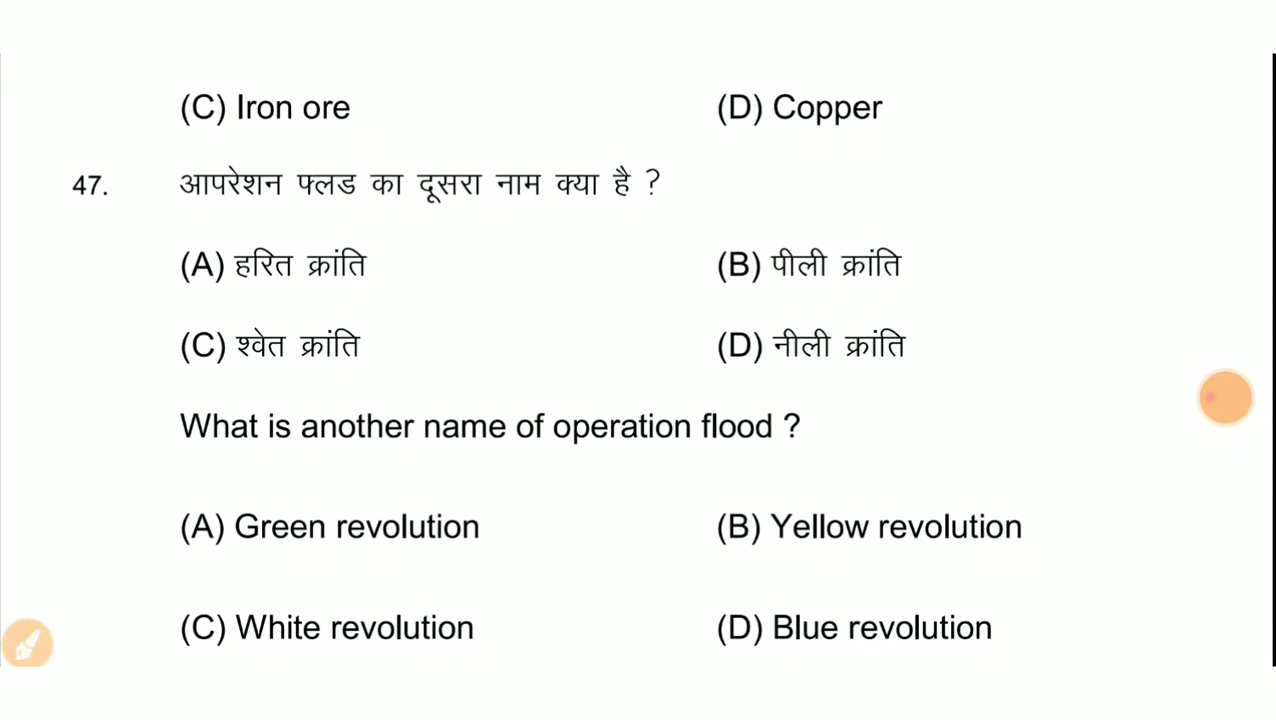 (C) Iron ore (D) Copper
47. आपरेशन फ्लड का दूसरा नाम क्या है ?
(A) हरित क्रांति (B) पीली क्रांति
(C) श्वेत क्रांति (D) नीली क्रांति
What is another name of operation flood ?
(A) Green revolution (B) Yellow revolution
(C) White revolution (D) Blue revolution